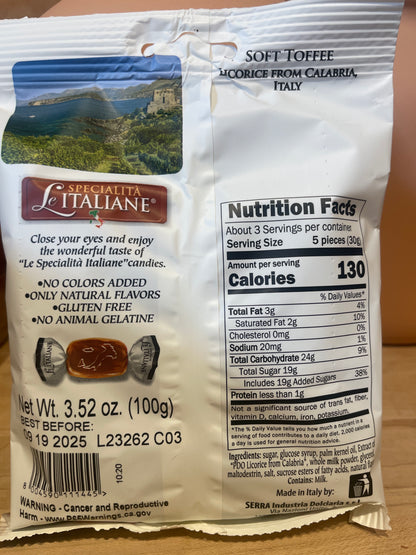 SOFT TOFFEE
LICORICE FROM CALABRIA,
ITALY
SPECIALITÀ
Le ITALIANE®
Close your eyes and enjoy
the wonderful taste of
"Le Specialità Italiane"candies.
•NO COLORS ADDED
•ONLY NATURAL FLAVORS
•GLUTEN FREE
•NO ANIMAL GELATINE
Net Wt. 3.52 oz. (100g)
BEST BEFORE:
09 19 2025 L23262 C03
10:20
8 004590 111445
WARNING - Cancer and Reproductive
Harm - www.P65Warnings.ca.gov
Nutrition Facts
About 3 Servings per container
Serving Size 5 pieces (30g)
Amount per serving
Calories 130
% Daily Values*
Total Fat 3g 4%
Saturated Fat 2g 10%
Cholesterol 0mg 0%
Sodium 20mg 1%
Total Carbohydrate 24g 9%
Total Sugar 19g
Includes 19g Added Sugars 38%
Protein less than 1g
Not a significant source of trans fat, fiber,
vitamin D, calcium, iron, potassium.
*The % Daily Value tells you how much a nutrient in a
serving of food contributes to a daily diet, 2,000 calories
a day is used for general nutrition advice.
Ingredients: sugar, glucose syrup, palm kernel oil, Extract of
"PDO Licorice from Calabria", whole milk powder,
maltodextrin, salt, sucrose esters of fatty acids, natural
Contains: Milk.
Made in Italy by:
SERRA Industria Dolciaria s.r.l.
Via Nazioni